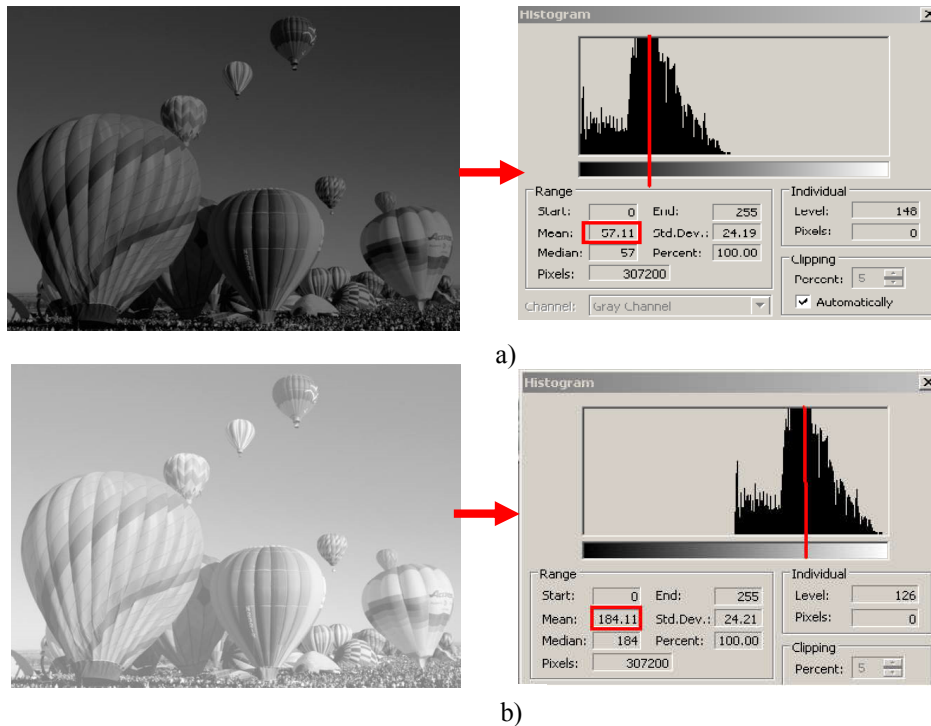 Histogram
Range
Start: 0 End: 255
Mean: 57.11 Std.Dev.: 24.19
Median: 57 Percent: 100.00
Pixels: 307200
Individual
Level: 148
Pixels: 0
Clipping
Percent: 5
Automatically
Channel: Gray Channel
a)
Histogram
Range
Start: 0 End: 255
Mean: 184.11 Std.Dev.: 24.21
Median: 184 Percent: 100.00
Pixels: 307200
Individual
Level: 126
Pixels: 0
Clipping
Percent: 5
b)